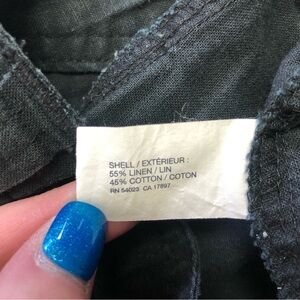 SHELL / EXTÉRIEUR :
55% LINEN / LIN
45% COTTON / COTON
RN 54023 CA 17897